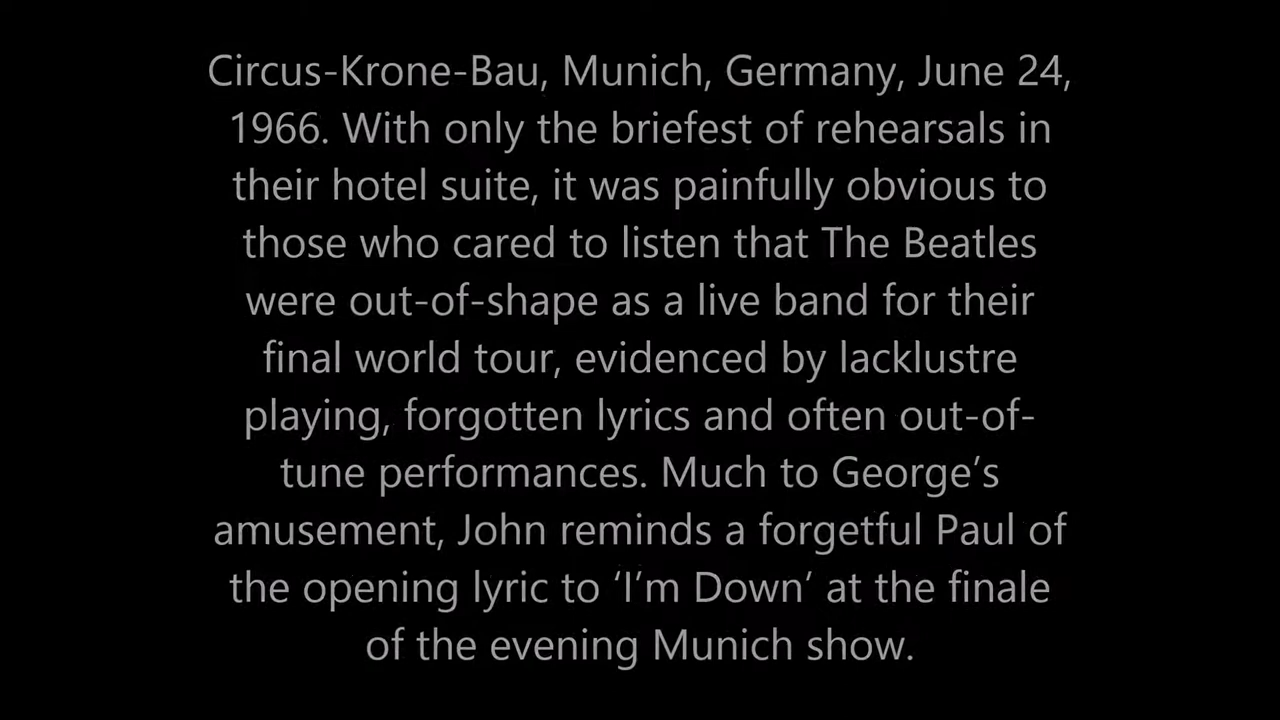 Circus-Krone-Bau, Munich, Germany, June 24,
1966. With only the briefest of rehearsals in
their hotel suite, it was painfully obvious to
those who cared to listen that The Beatles
were out-of-shape as a live band for their
final world tour, evidenced by lacklustre
playing, forgotten lyrics and often out-of-
tune performances. Much to George’s
amusement, John reminds a forgetful Paul of
the opening lyric to ‘I’m Down’ at the finale
of the evening Munich show.